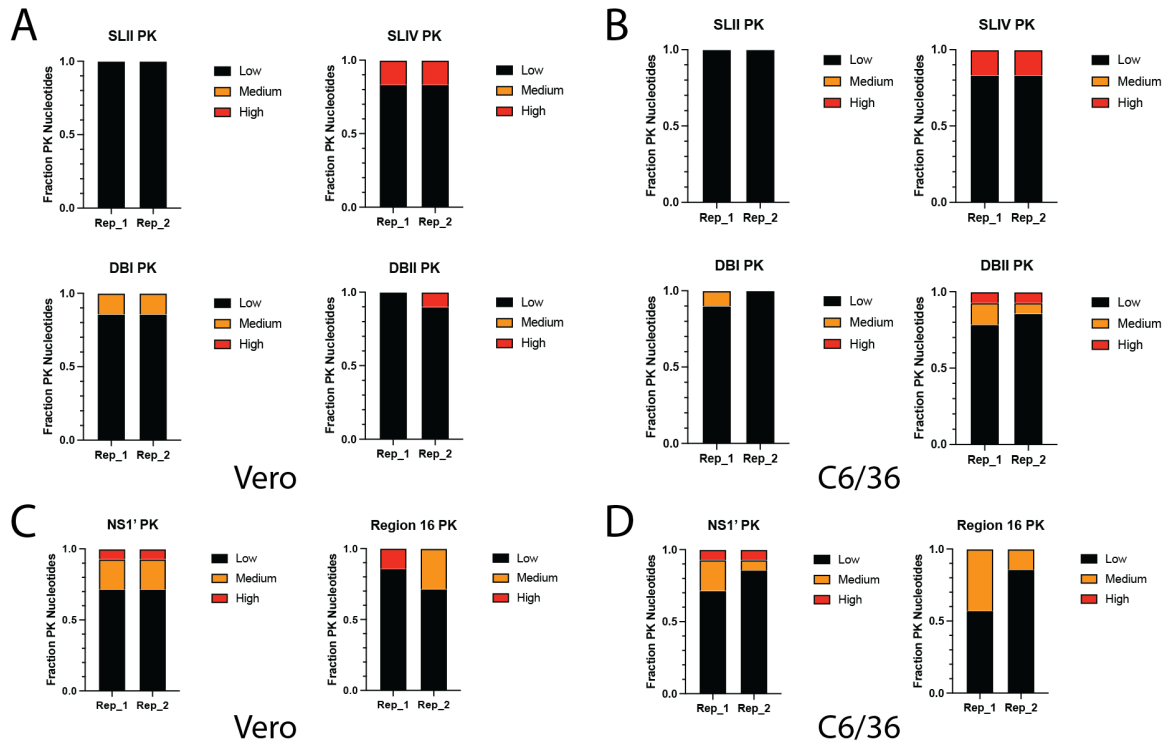 A
SLII PK
Fraction PK Nucleotides
1.0
0.5
0.0
Rep_1 Rep_2
Low
Medium
High
SLIV PK
Fraction PK Nucleotides
1.0
0.5
0.0
Rep_1 Rep_2
Low
Medium
High
DBI PK
Fraction PK Nucleotides
1.0
0.5
0.0
Rep_1 Rep_2
Low
Medium
High
DBII PK
Fraction PK Nucleotides
1.0
0.5
0.0
Rep_1 Rep_2
Low
Medium
High
Vero
B
SLII PK
Fraction PK Nucleotides
1.0
0.5
0.0
Rep_1 Rep_2
Low
Medium
High
SLIV PK
Fraction PK Nucleotides
1.0
0.5
0.0
Rep_1 Rep_2
Low
Medium
High
DBI PK
Fraction PK Nucleotides
1.0
0.5
0.0
Rep_1 Rep_2
Low
Medium
High
DBII PK
Fraction PK Nucleotides
1.0
0.5
0.0
Rep_1 Rep_2
Low
Medium
High
C6/36
C
NS1' PK
Fraction PK Nucleotides
1.0
0.5
0.0
Rep_1 Rep_2
Low
Medium
High
Region 16 PK
Fraction PK Nucleotides
1.0
0.5
0.0
Rep_1 Rep_2
Low
Medium
High
Vero
D
NS1' PK
Fraction PK Nucleotides
1.0
0.5
0.0
Rep_1 Rep_2
Low
Medium
High
Region 16 PK
Fraction PK Nucleotides
1.0
0.5
0.0
Rep_1 Rep_2
Low
Medium
High
C6/36